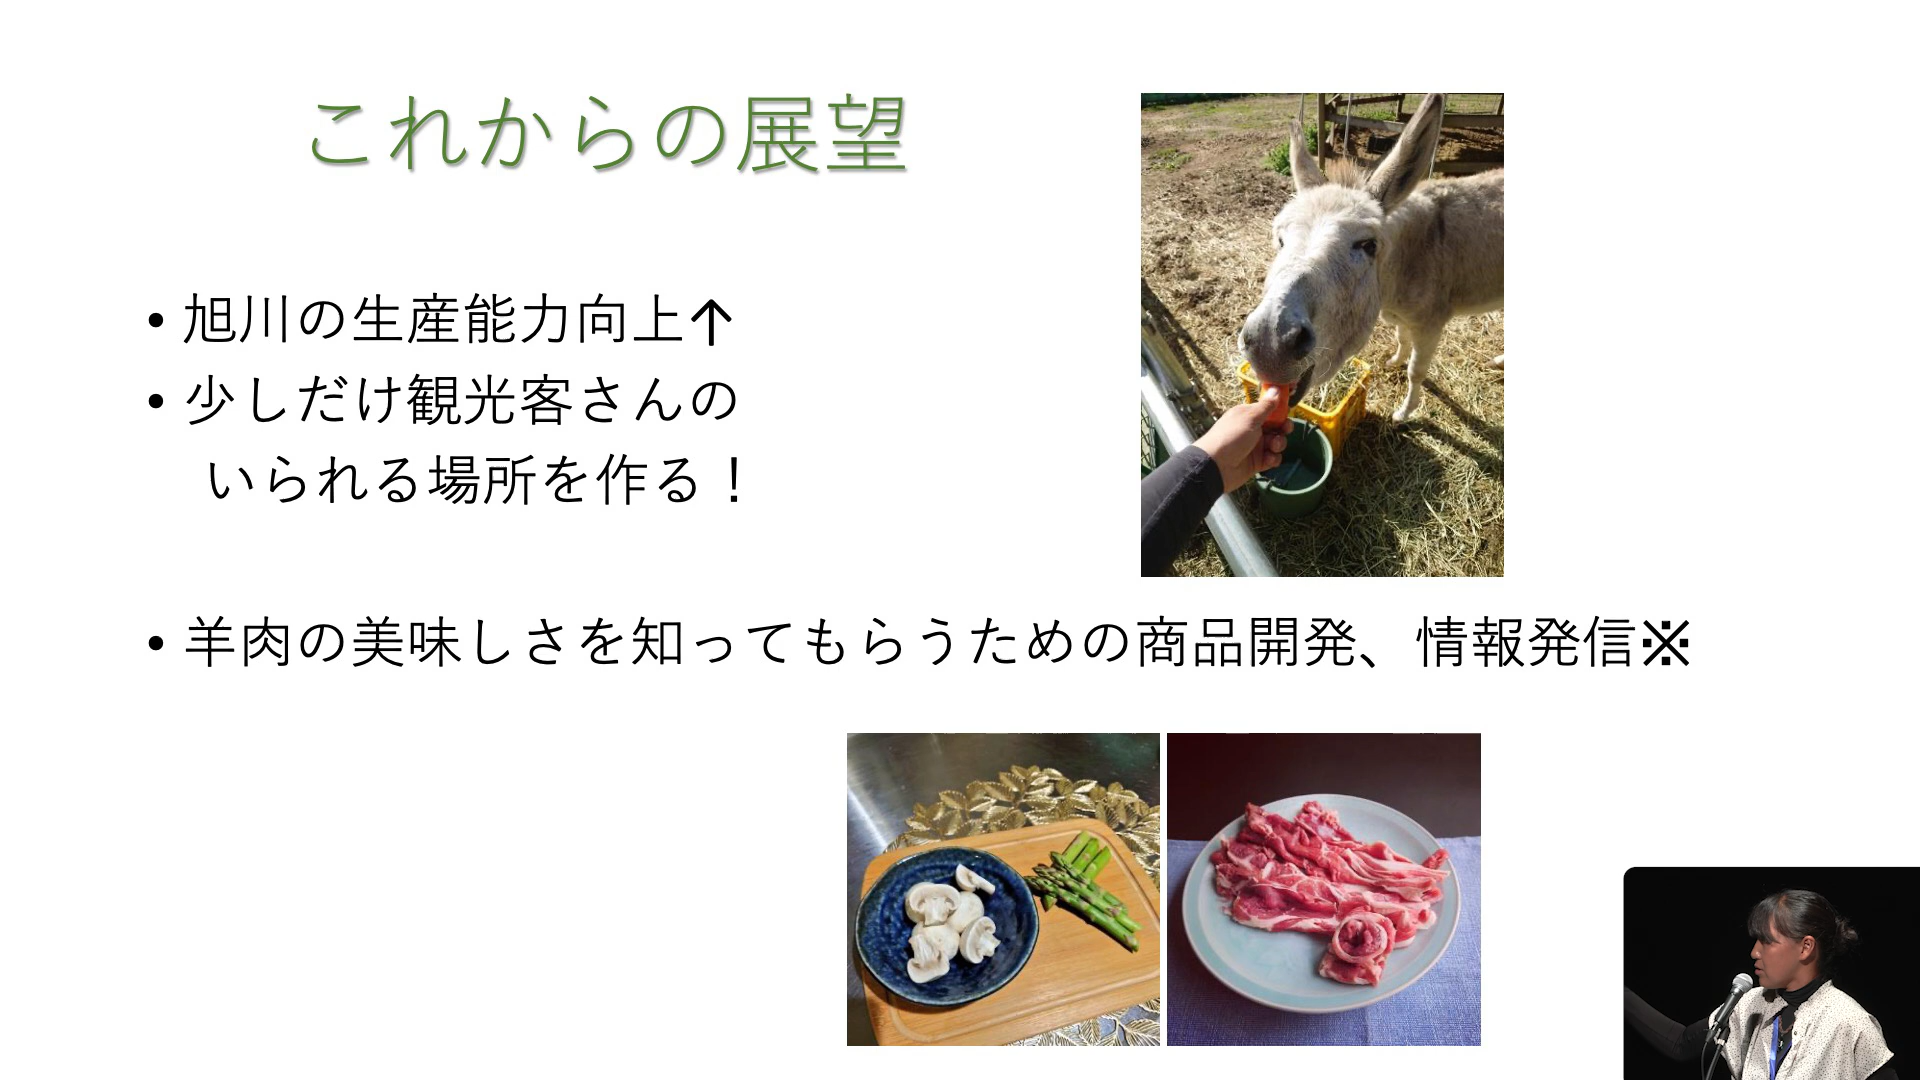 これからの展望
• 旭川の生産能力向上↑
• 少しだけ観光客さんの
いられる場所を作る！
• 羊肉の美味しさを知ってもらうための商品開発、情報発信※